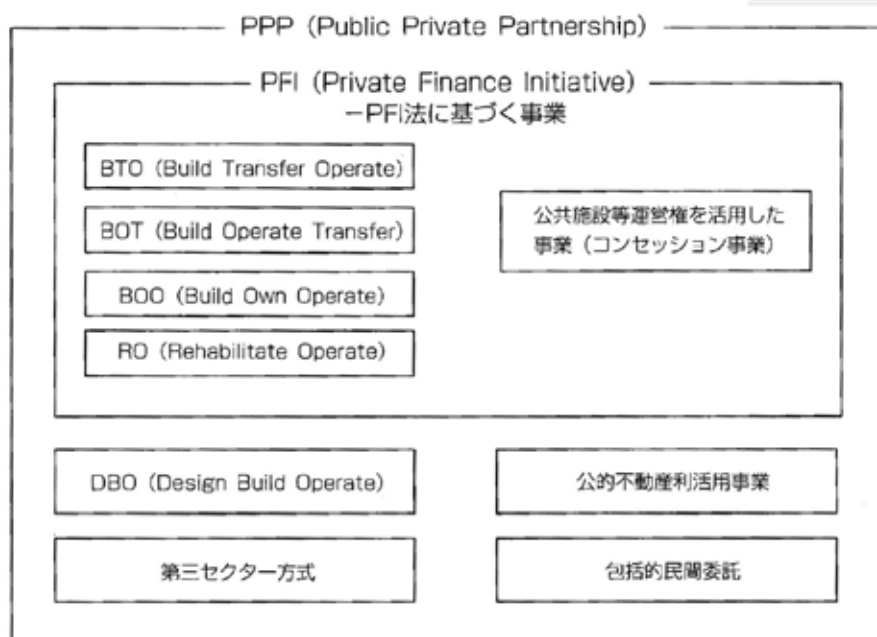 PPP (Public Private Partnership)
PFI (Private Finance Initiative)
－PFI法に基づく事業
BTO (Build Transfer Operate)
BOT (Build Operate Transfer)
BOO (Build Own Operate)
RO (Rehabilitate Operate)
公共施設等運営権を活用した
事業（コンセッション事業）
DBO (Design Build Operate)
公的不動産利活用事業
第三セクター方式
包括的民間委託